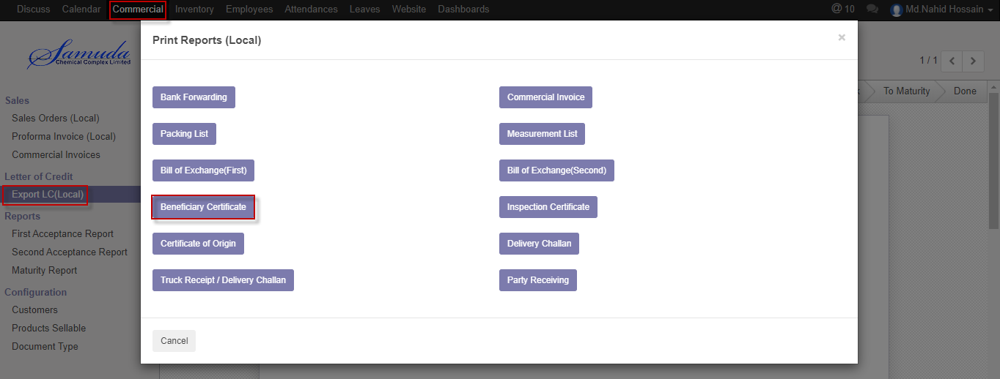 Discuss Calendar Commercial Inventory Employees Attendances Leaves Website Dashboards @ 10 Md.Nahid Hossain
Print Reports (Local) ×
Samuda
Chemical Complex Limited
1 / 1
To Maturity Done
Sales
Sales Orders (Local)
Proforma Invoice (Local)
Commercial Invoices
Letter of Credit
Export LC(Local)
Reports
First Acceptance Report
Second Acceptance Report
Maturity Report
Configuration
Customers
Products Sellable
Document Type
Bank Forwarding Commercial Invoice
Packing List Measurement List
Bill of Exchange(First) Bill of Exchange(Second)
Beneficiary Certificate Inspection Certificate
Certificate of Origin Delivery Challan
Truck Receipt / Delivery Challan Party Receiving
Cancel